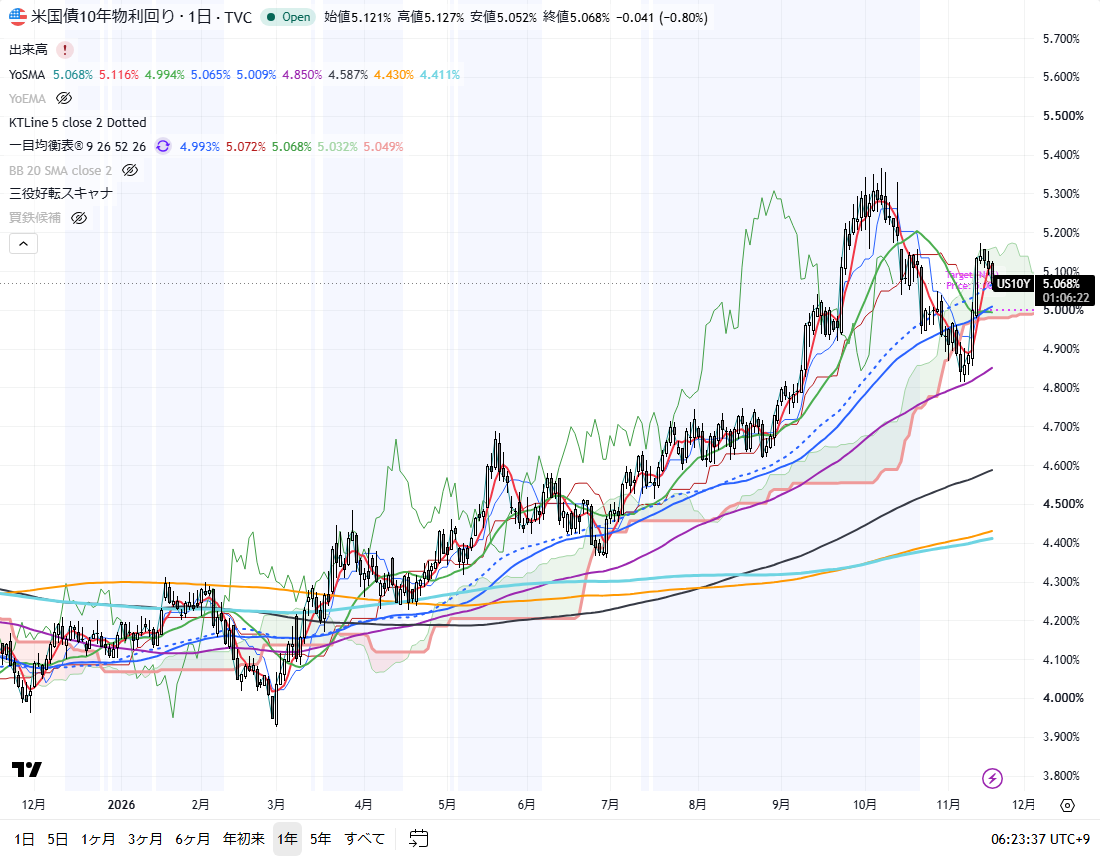 米国債10年物利回り · 1日 · TVC Open 始値5.121% 高値5.127% 安値5.052% 終値5.068% −0.041 (−0.80%)
出来高 !
YoSMA 5.068% 5.116% 4.994% 5.065% 5.009% 4.850% 4.587% 4.430% 4.411%
YoEMA
KTLine 5 close 2 Dotted
一目均衡表® 9 26 52 26 4.993% 5.072% 5.068% 5.032% 5.049%
BB 20 SMA close 2
三役好転スキャナ
買鉄候補
5.700%
5.600%
5.500%
5.400%
5.300%
5.200%
5.100%
Target
Price:
US10Y 5.068%
01:06:22
5.000%
4.900%
4.800%
4.700%
4.600%
4.500%
4.400%
4.300%
4.200%
4.100%
4.000%
3.900%
3.800%
12月 2026 2月 3月 4月 5月 6月 7月 8月 9月 10月 11月 12月
1日 5日 1ヶ月 3ヶ月 6ヶ月 年初来 1年 5年 すべて 06:23:37 UTC+9